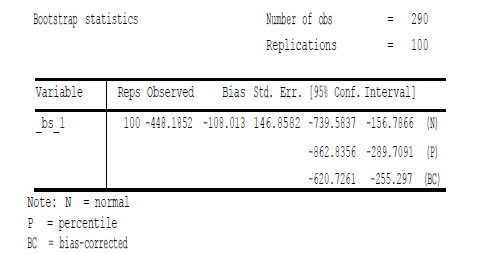 Bootstrap statistics Number of obs = 290
Replications = 100
Variable Reps Observed Bias Std. Err. [95% Conf. Interval]
_bs_1 100 -448.1852 -108.013 146.8582 -739.5837 -156.7866 (N)
-862.8356 -289.7091 (P)
-620.7261 -255.297 (BC)
Note: N = normal
P = percentile
BC = bias-corrected